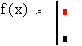 f(x) =